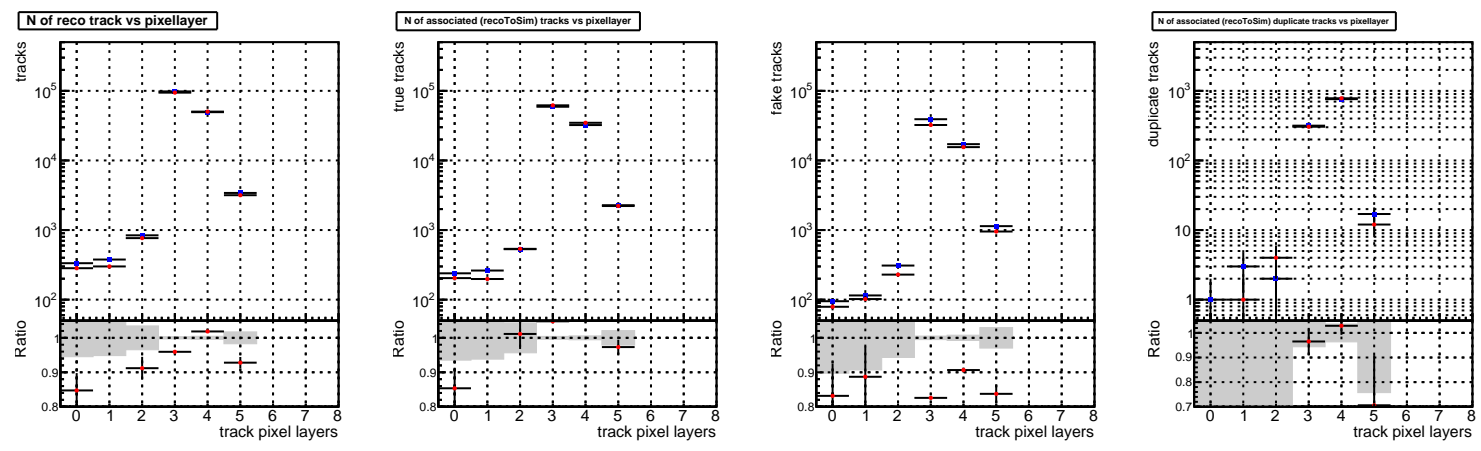 N of reco track vs pixellayer
tracks
10^5
10^4
10^3
10^2
Ratio
1
0.9
0.8
0 1 2 3 4 5 6 7 8
track pixel layers
N of associated (recoToSim) tracks vs pixellayer
true tracks
10^5
10^4
10^3
10^2
Ratio
1
0.9
0.8
0 1 2 3 4 5 6 7 8
track pixel layers
fake tracks
10^5
10^4
10^3
10^2
Ratio
1
0.9
0.8
0 1 2 3 4 5 6 7 8
track pixel layers
N of associated (recoToSim) duplicate tracks vs pixellayer
duplicate tracks
10^3
10^2
10
1
Ratio
1
0.9
0.8
0.7
0 1 2 3 4 5 6 7 8
track pixel layers